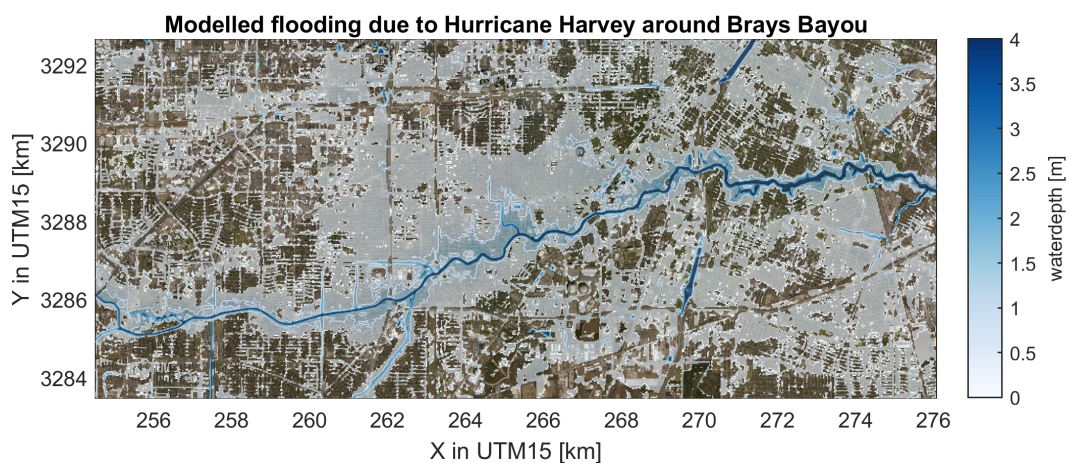 Modelled flooding due to Hurricane Harvey around Brays Bayou
3292
3290
3288
3286
3284
Y in UTM15 [km]
256 258 260 262 264 266 268 270 272 274 276
X in UTM15 [km]
4
3.5
3
2.5
2
1.5
1
0.5
0
waterdepth [m]